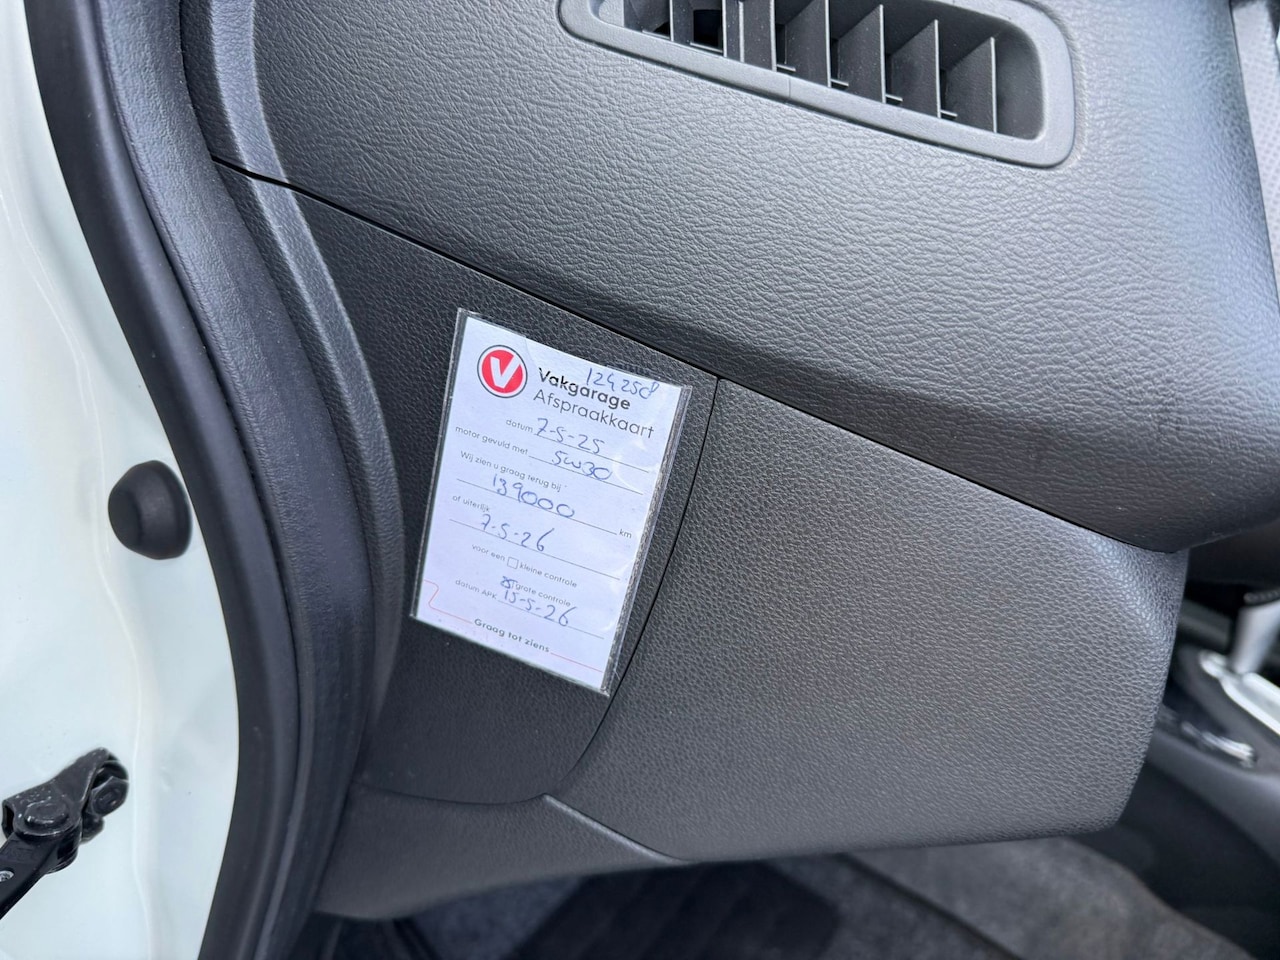 V
Vakgarage
Afspraakkaart
datum 7-5-25
motor gevuld met 5w30
Wij zien u graag terug bij
139000 km
of uiterlijk
7-5-26
voor een kleine controle
grote controle
datum APK 15-5-26
Graag tot ziens